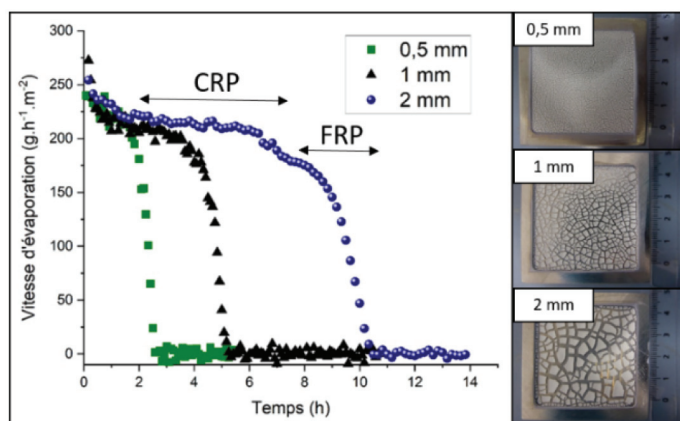 300
250
200
150
100
50
0
Vitesse d'évaporation (g.h⁻¹.m⁻²)
0 2 4 6 8 10 12 14
Temps (h)
0,5 mm
1 mm
2 mm
CRP
FRP
0,5 mm
1 mm
2 mm